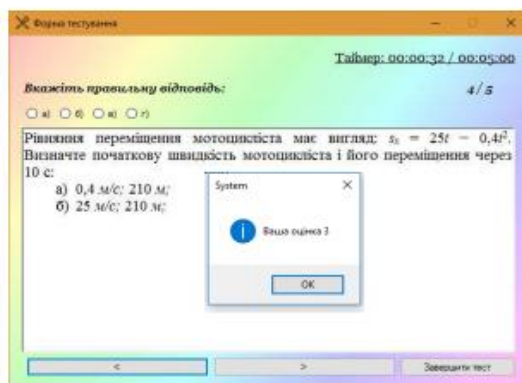 Форма тестування
Таймер: 00:00:32 / 00:05:00
Вкажіть правильну відповідь:
4/5
а) б) в) г)
Рівняння переміщення мотоцикліста має вигляд: sₓ = 25t − 0,4t².
Визначте початкову швидкість мотоцикліста і його переміщення через
10 с:
а) 0,4 м/с; 210 м;
б) 25 м/с; 210 м;
System
Ваша оцінка 3
OK
< > Завершити тест